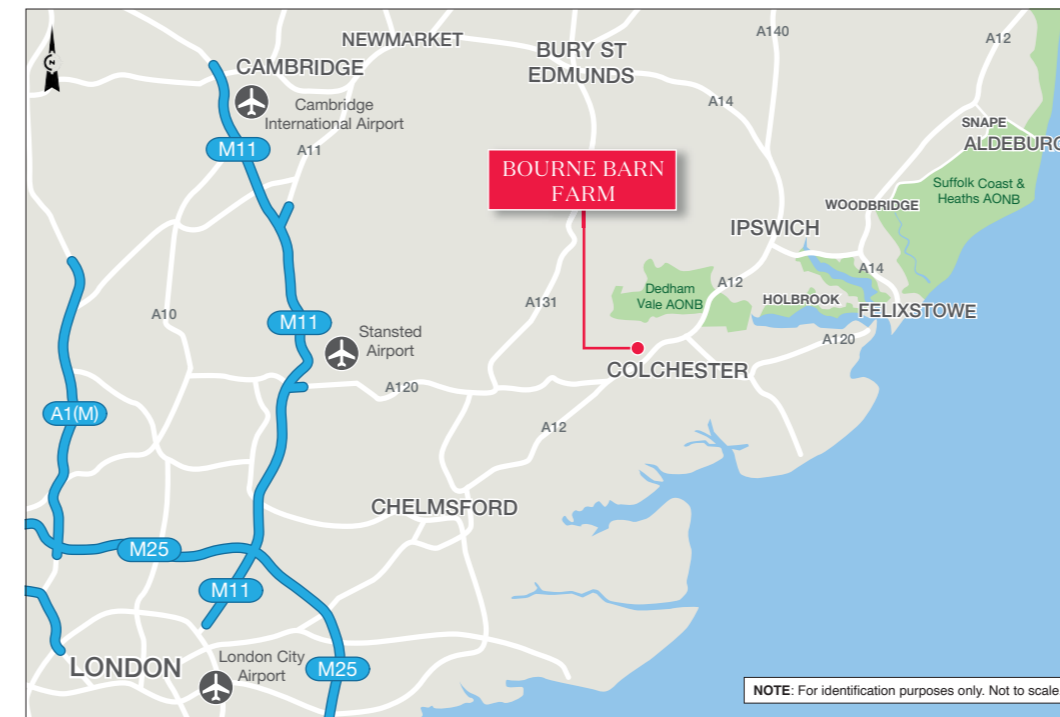 NEWMARKET
BURY ST
EDMUNDS
A140
A12
CAMBRIDGE
Cambridge
International Airport
A14
M11
A11
SNAPE
ALDEBURG
BOURNE BARN
FARM
Suffolk Coast &
Heaths AONB
WOODBRIDGE
IPSWICH
A14
A12
Dedham
Vale AONB
HOLBROOK
FELIXSTOWE
A131
A10
M11
Stansted
Airport
A120
COLCHESTER
A120
A1(M)
A12
CHELMSFORD
M25
M11
LONDON
London City
Airport
M25
NOTE: For identification purposes only. Not to scale.
N